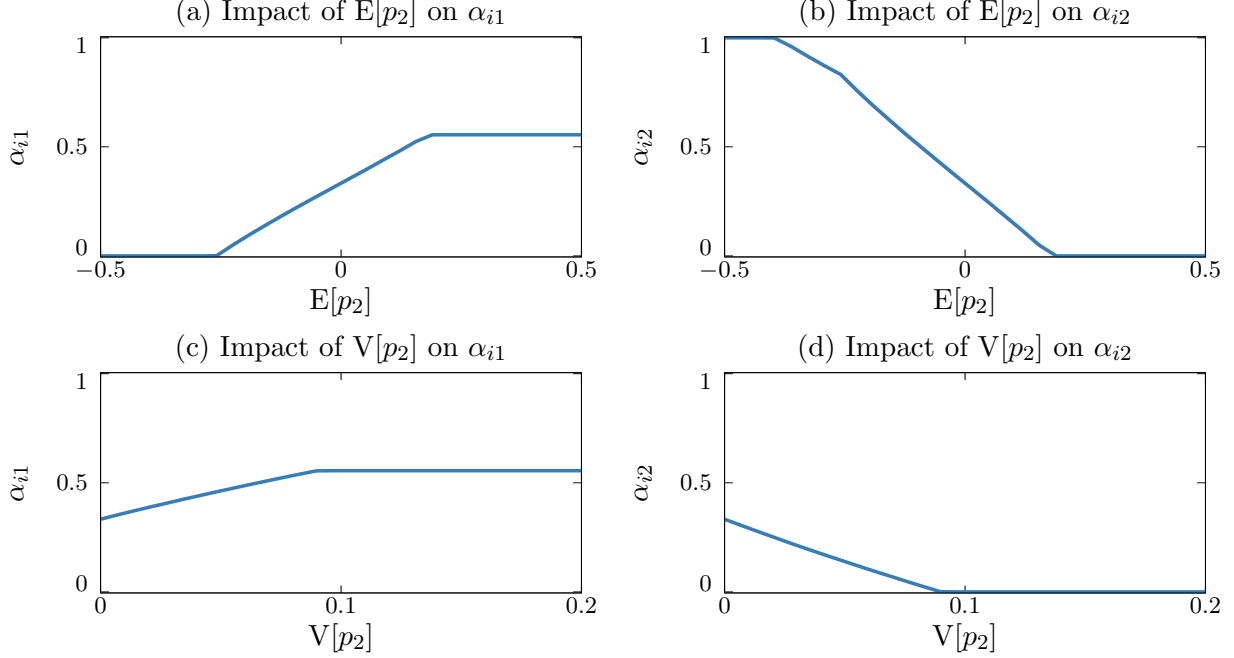 (a) Impact of E[p₂] on αᵢ₁
1
0.5
0
αᵢ₁
−0.5
0
0.5
E[p₂]
(b) Impact of E[p₂] on αᵢ₂
1
0.5
0
αᵢ₂
−0.5
0
0.5
E[p₂]
(c) Impact of V[p₂] on αᵢ₁
1
0.5
0
αᵢ₁
0
0.1
0.2
V[p₂]
(d) Impact of V[p₂] on αᵢ₂
1
0.5
0
αᵢ₂
0
0.1
0.2
V[p₂]